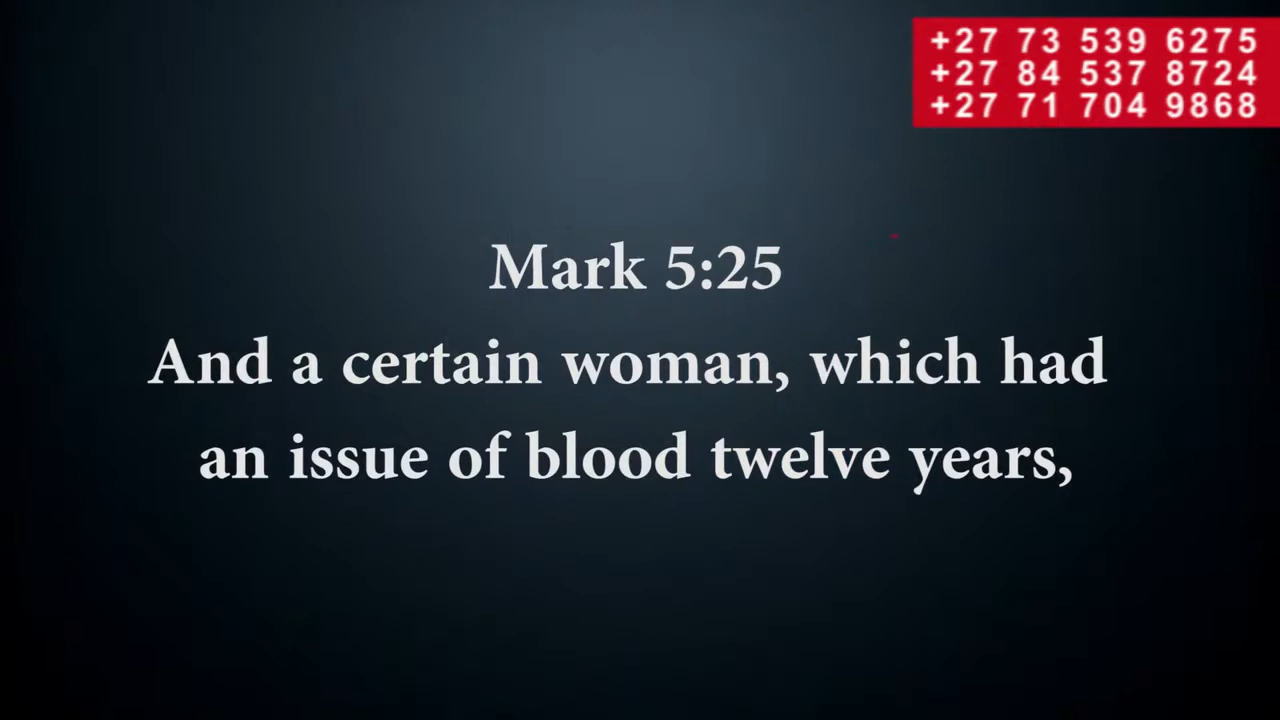 +27 73 539 6275
+27 84 537 8724
+27 71 704 9868
Mark 5:25
And a certain woman, which had
an issue of blood twelve years,